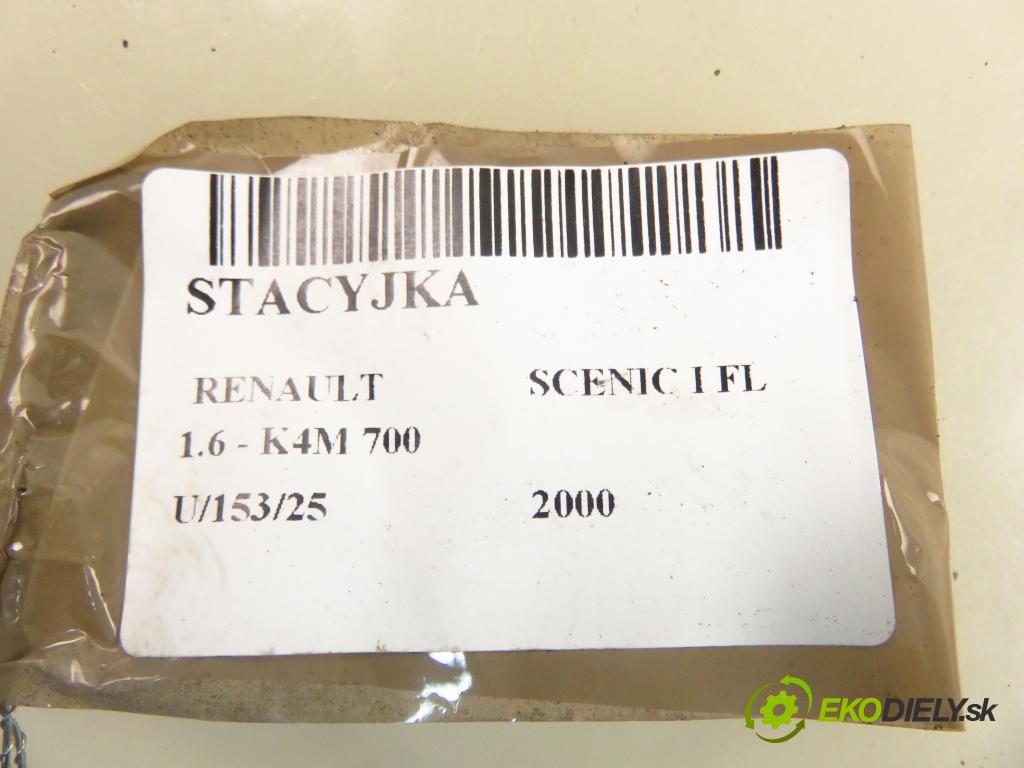 STACYJKA
RENAULT SCENIC I FL
1.6 - K4M 700
U/153/25 2000
EKODIELY.sk